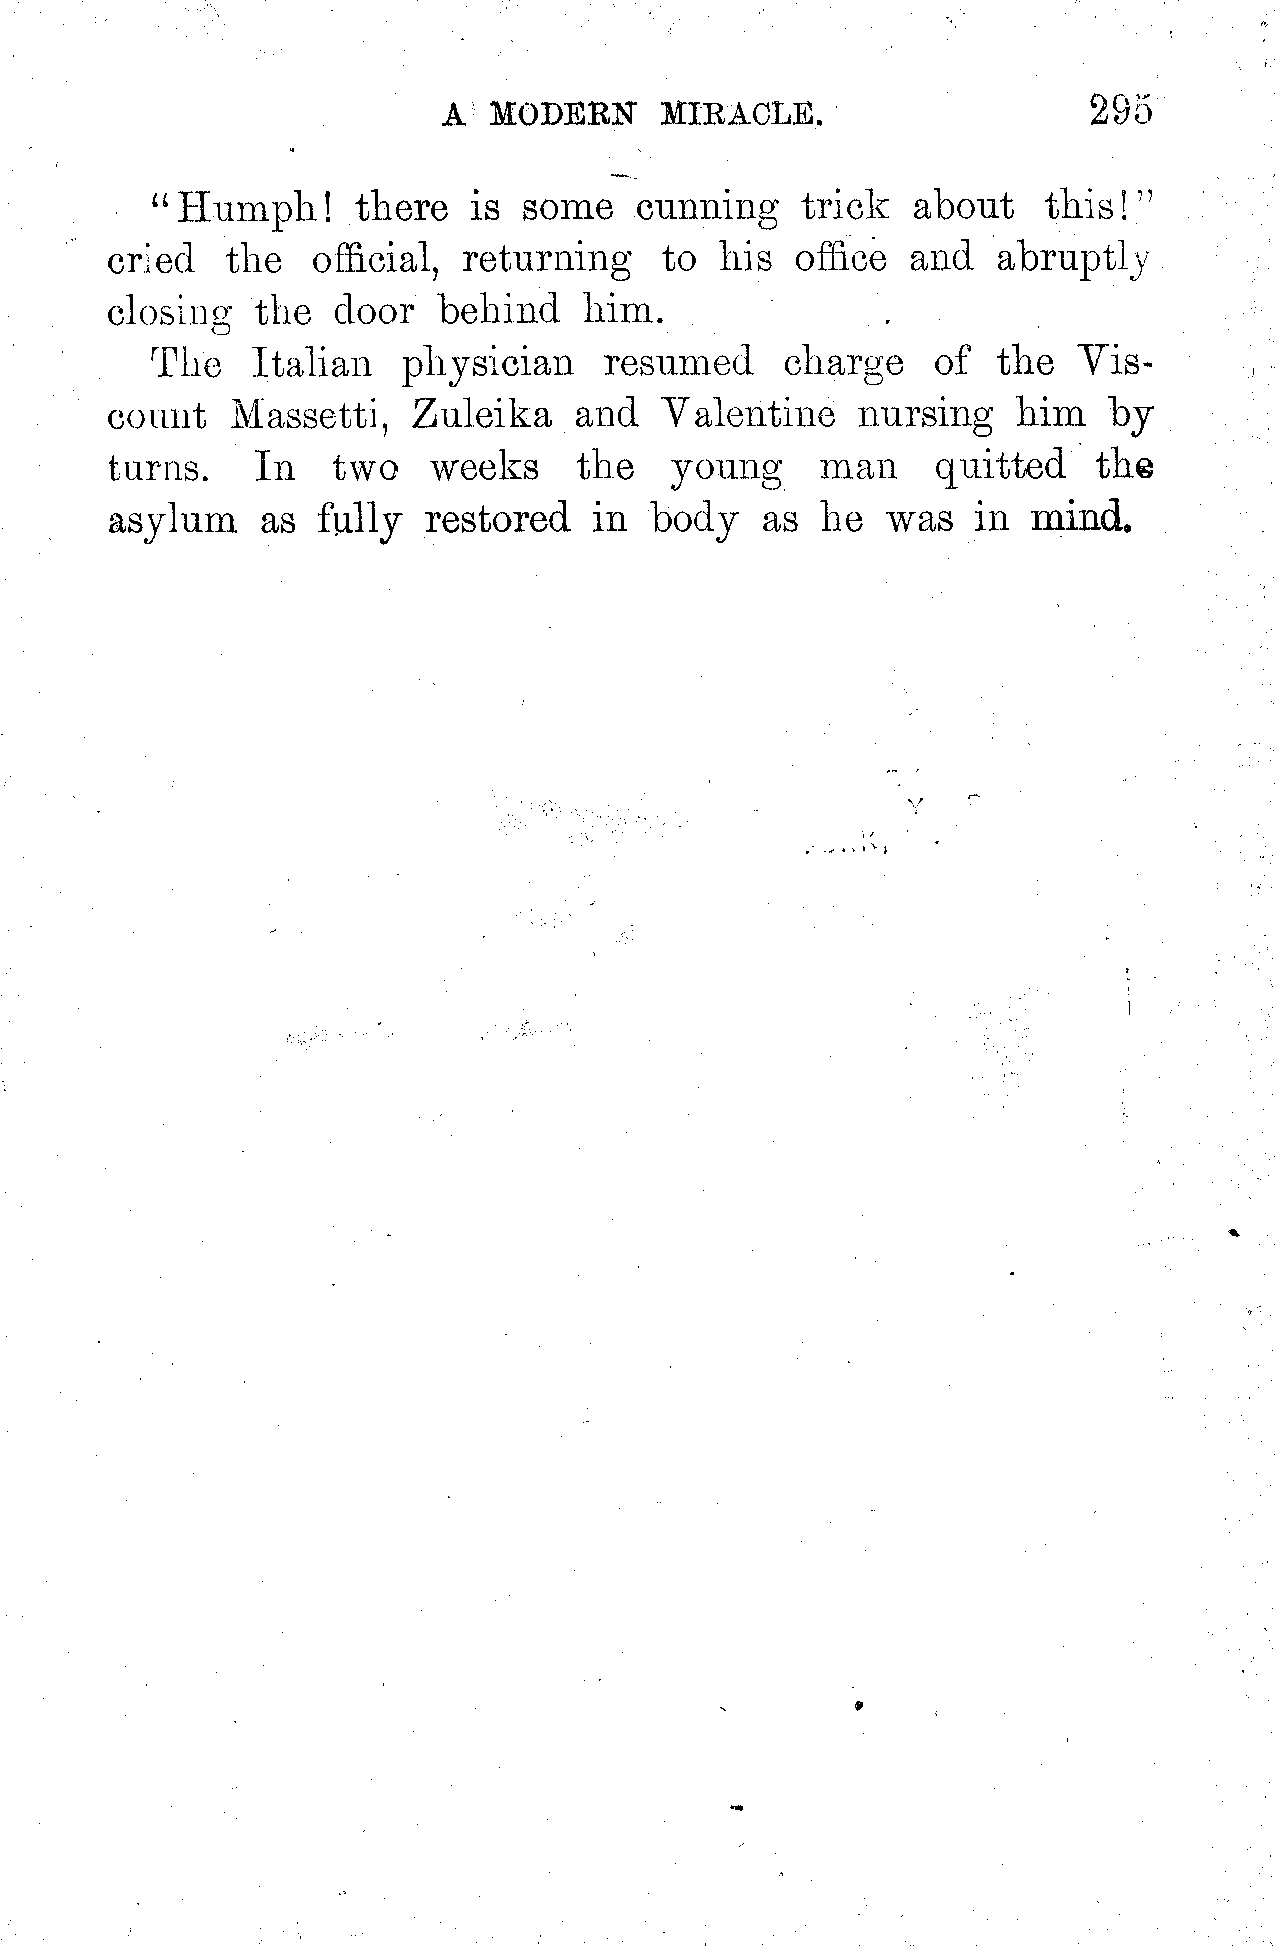 A MODERN MIRACLE. 295
"Humph! there is some cunning trick about this!"
cried the official, returning to his office and abruptly
closing the door behind him.
The Italian physician resumed charge of the Vis-
count Massetti, Zuleika and Valentine nursing him by
turns. In two weeks the young man quitted the
asylum as fully restored in body as he was in mind.